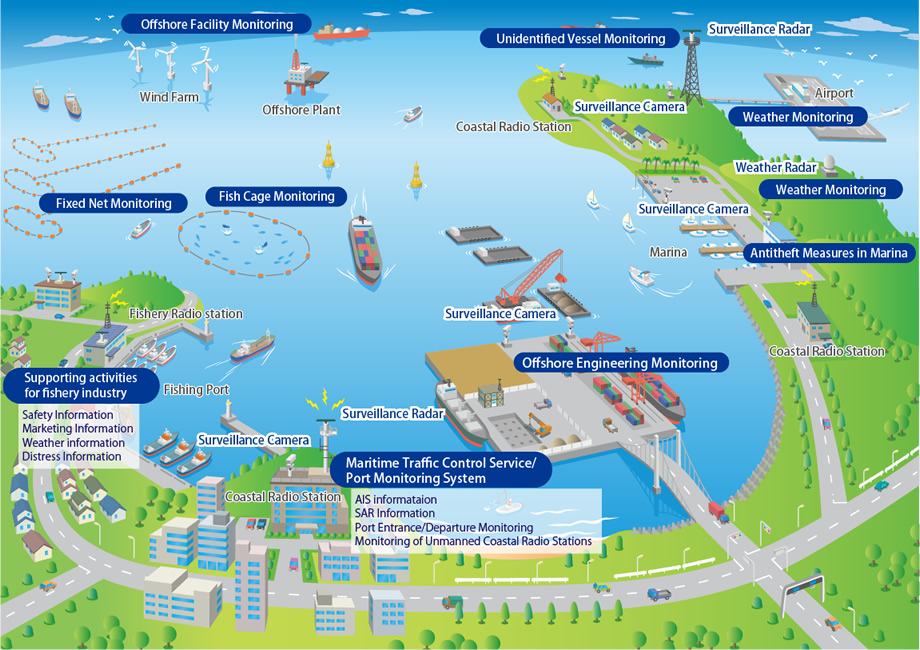 Offshore Facility Monitoring
Unidentified Vessel Monitoring
Surveillance Radar
Wind Farm
Offshore Plant
Airport
Surveillance Camera
Weather Monitoring
Coastal Radio Station
Weather Radar
Weather Monitoring
Fixed Net Monitoring
Fish Cage Monitoring
Surveillance Camera
Marina
Antitheft Measures in Marina
Fishery Radio station
Surveillance Camera
Coastal Radio Station
Offshore Engineering Monitoring
Supporting activities
for fishery industry
Fishing Port
Safety Information
Marketing Information
Weather information
Distress Information
Surveillance Radar
Surveillance Camera
Maritime Traffic Control Service/
Port Monitoring System
Coastal Radio Station
AIS informataion
SAR Information
Port Entrance/Departure Monitoring
Monitoring of Unmanned Coastal Radio Stations